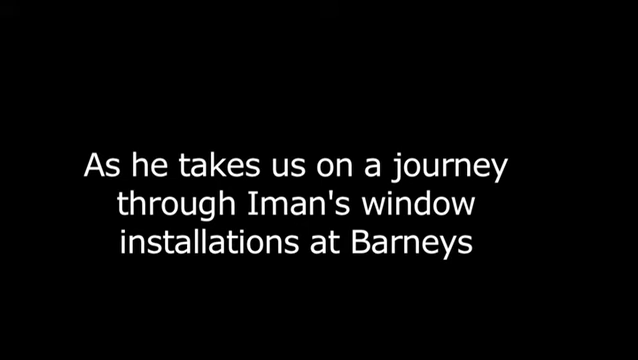 As he takes us on a journey
through Iman's window
installations at Barneys